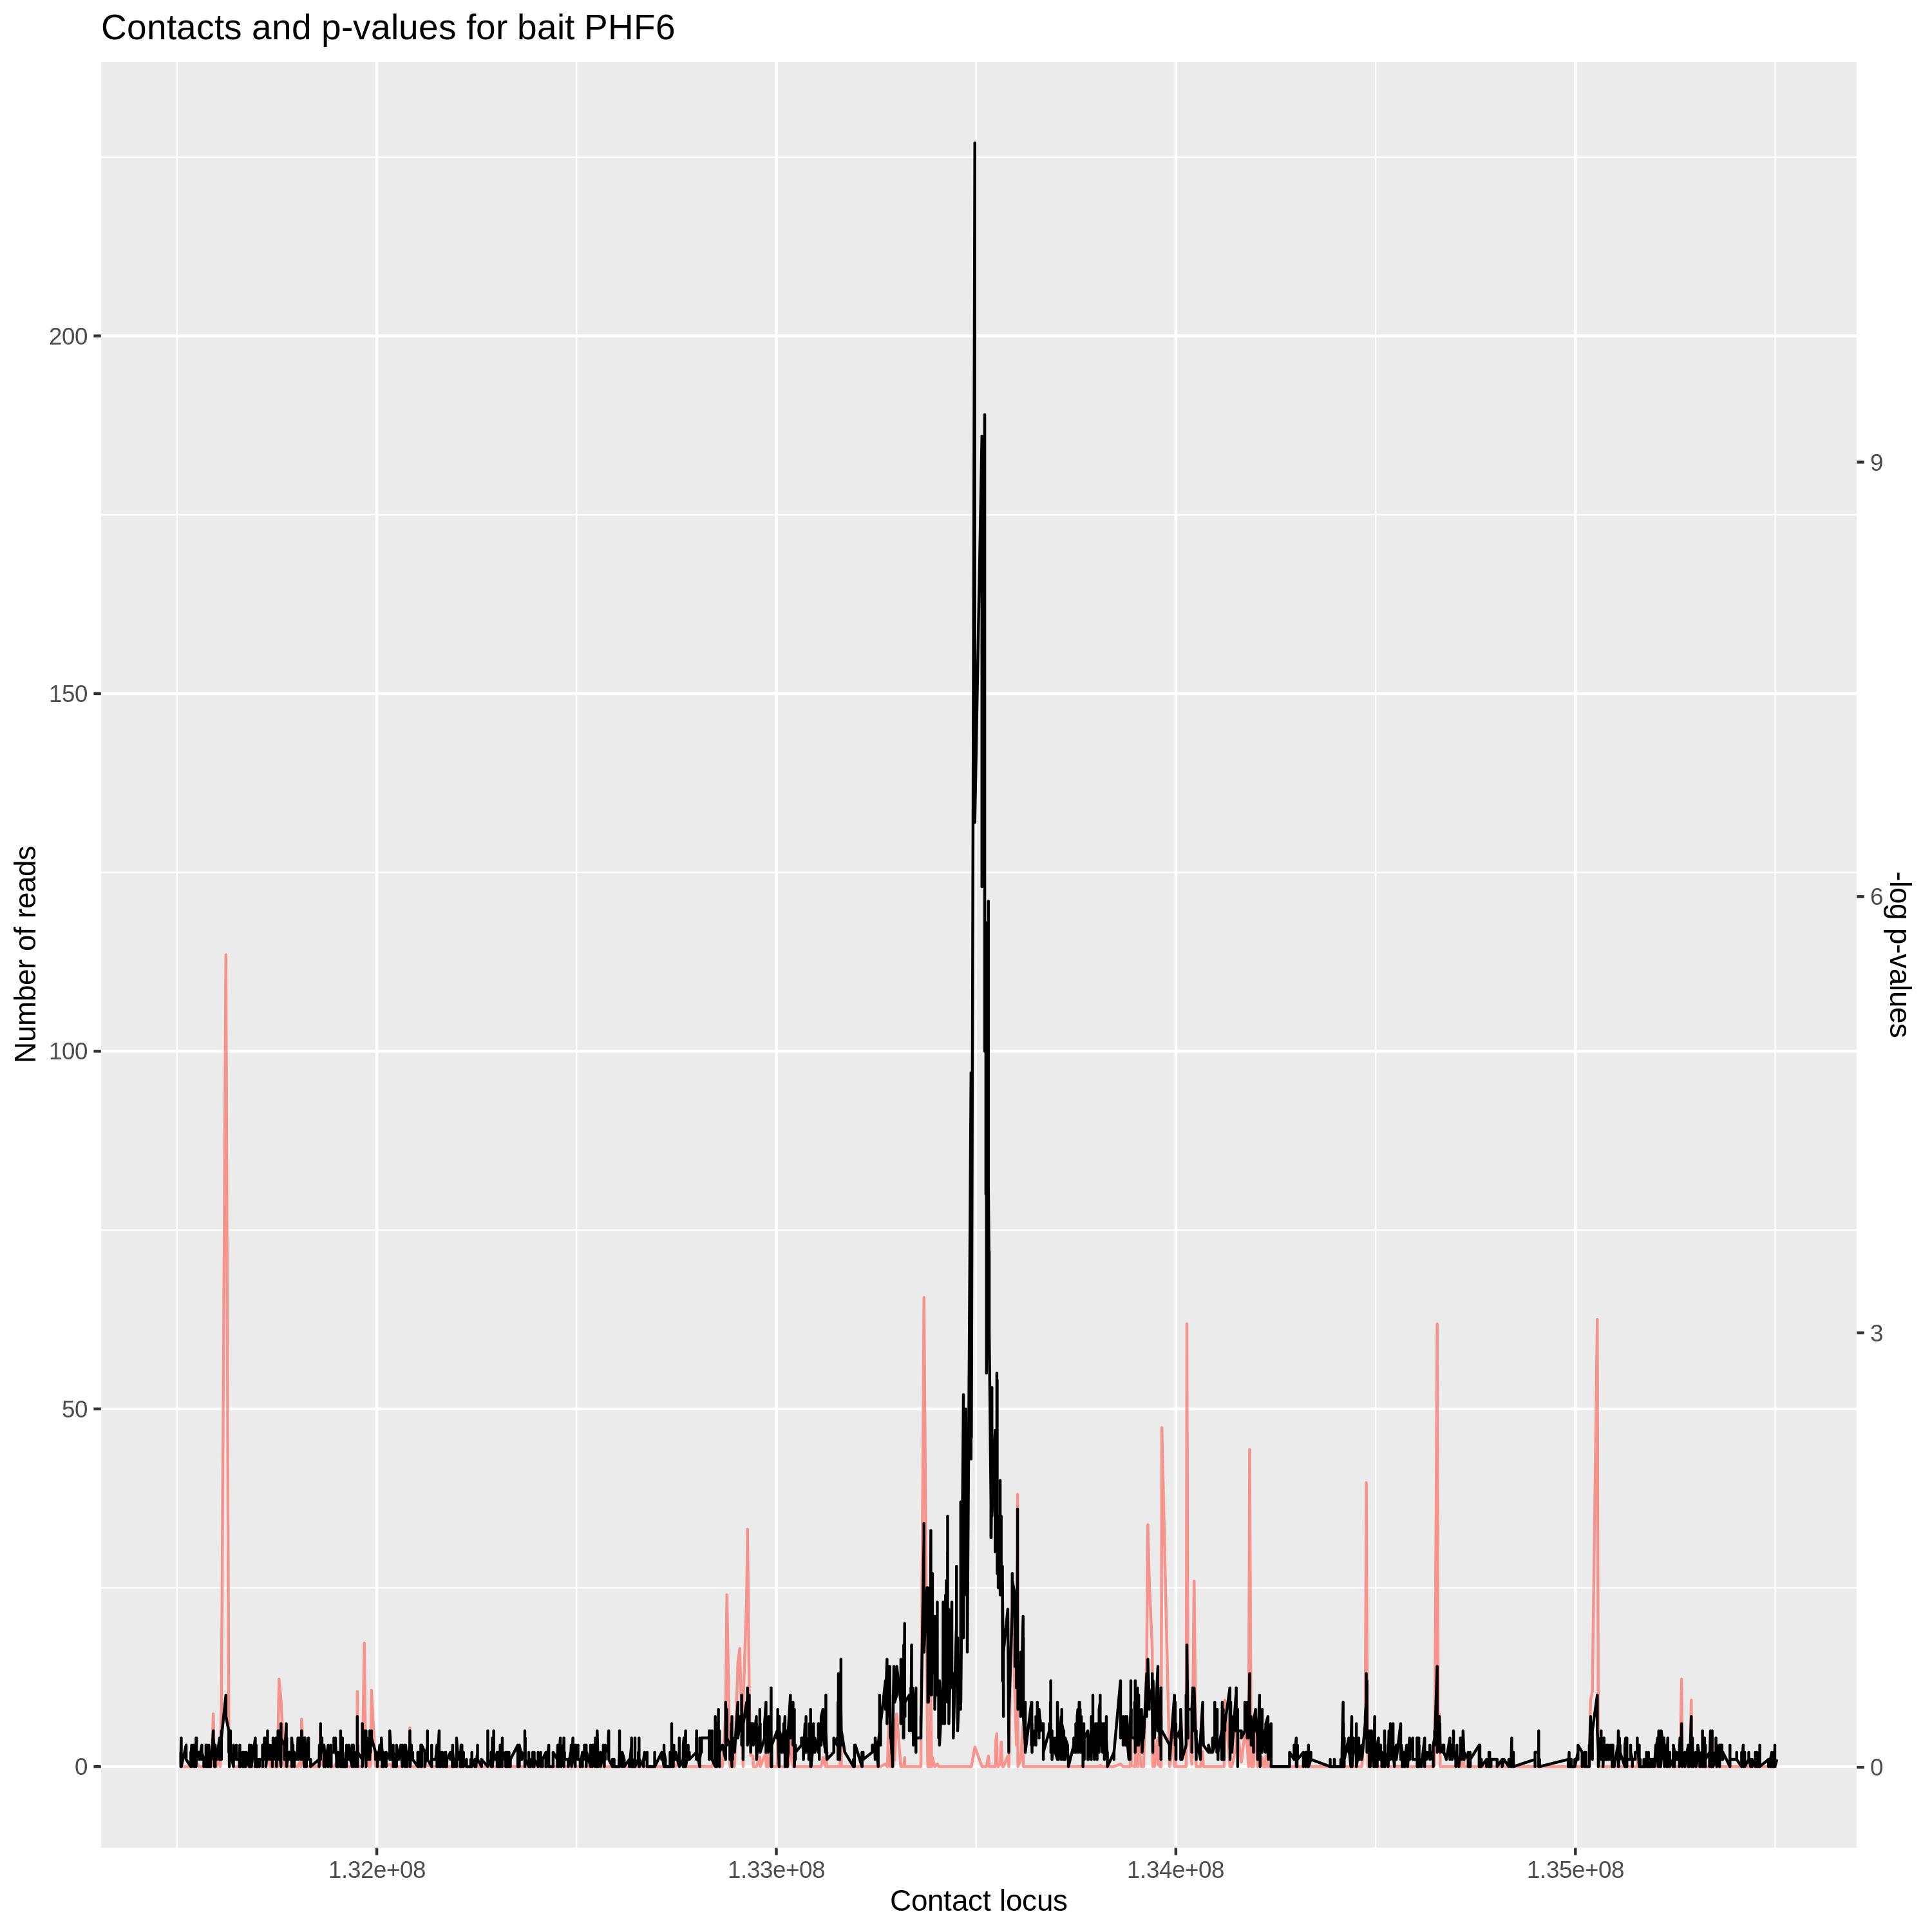 Contacts and p-values for bait PHF6
200
150
100
50
0
Number of reads
9
6
3
0
-log p-values
1.32e+08
1.33e+08
1.34e+08
1.35e+08
Contact locus